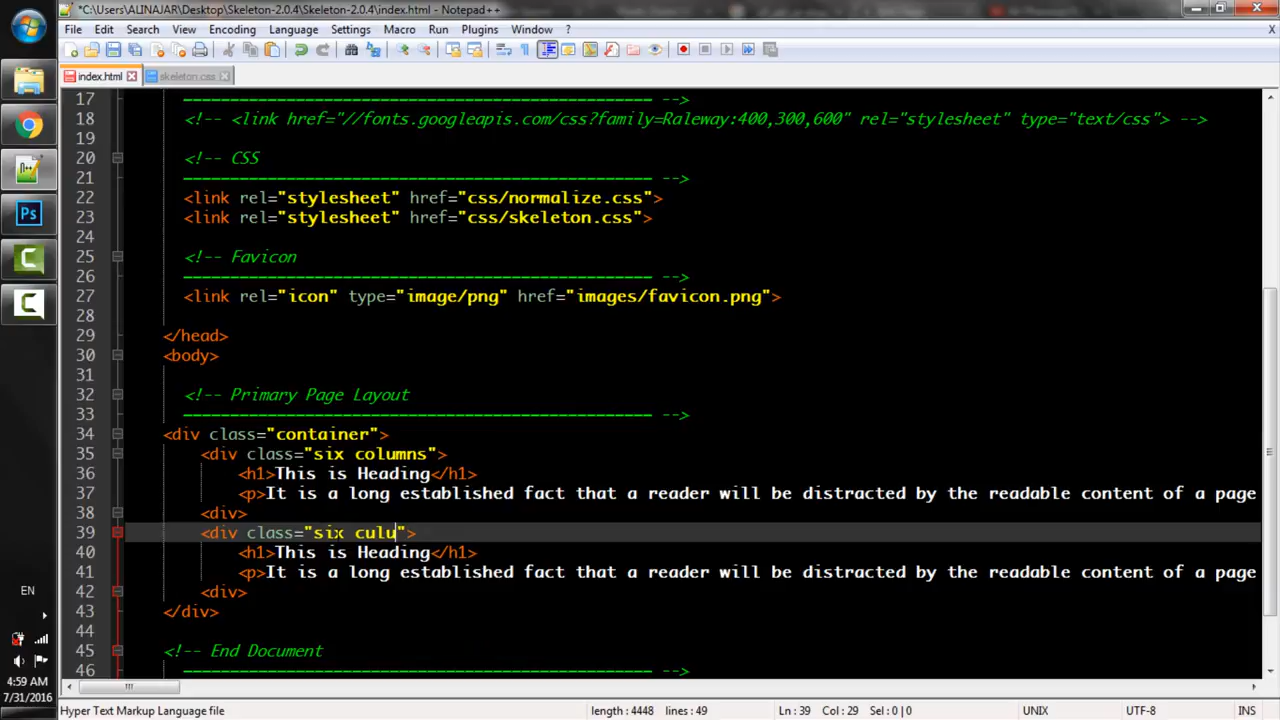 *C:\Users\ALINAJAR\Desktop\Skeleton-2.0.4\Skeleton-2.0.4\index.html - Notepad++
File Edit Search View Encoding Language Settings Macro Run Plugins Window ? X
index.html skeleton.css
17 ================================================== -->
18 <!-- <link href="//fonts.googleapis.com/css?family=Raleway:400,300,600" rel="stylesheet" type="text/css"> -->
19
20 <!-- CSS
21 ================================================== -->
22 <link rel="stylesheet" href="css/normalize.css">
23 <link rel="stylesheet" href="css/skeleton.css">
24
25 <!-- Favicon
26 ================================================== -->
27 <link rel="icon" type="image/png" href="images/favicon.png">
28
29 </head>
30 <body>
31
32 <!-- Primary Page Layout
33 ================================================== -->
34 <div class="container">
35 <div class="six columns">
36 <h1>This is Heading</h1>
37 <p>It is a long established fact that a reader will be distracted by the readable content of a page
38 <div>
39 <div class="six culu">
40 <h1>This is Heading</h1>
41 <p>It is a long established fact that a reader will be distracted by the readable content of a page
42 <div>
43 </div>
44
45 <!-- End Document
46 ================================================== -->
Ps
EN
4:59 AM
7/31/2016
Hyper Text Markup Language file length : 4448 lines : 49 Ln : 39 Col : 29 Sel : 0 | 0 UNIX UTF-8 INS